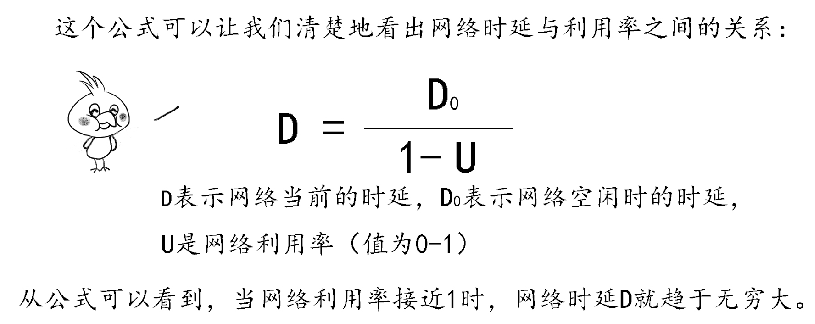 这个公式可以让我们清楚地看出网络时延与利用率之间的关系：
D = D₀ / 1- U
D表示网络当前的时延，D₀表示网络空闲时的时延，
U是网络利用率（值为0-1）
从公式可以看到，当网络利用率接近1时，网络时延D就趋于无穷大。